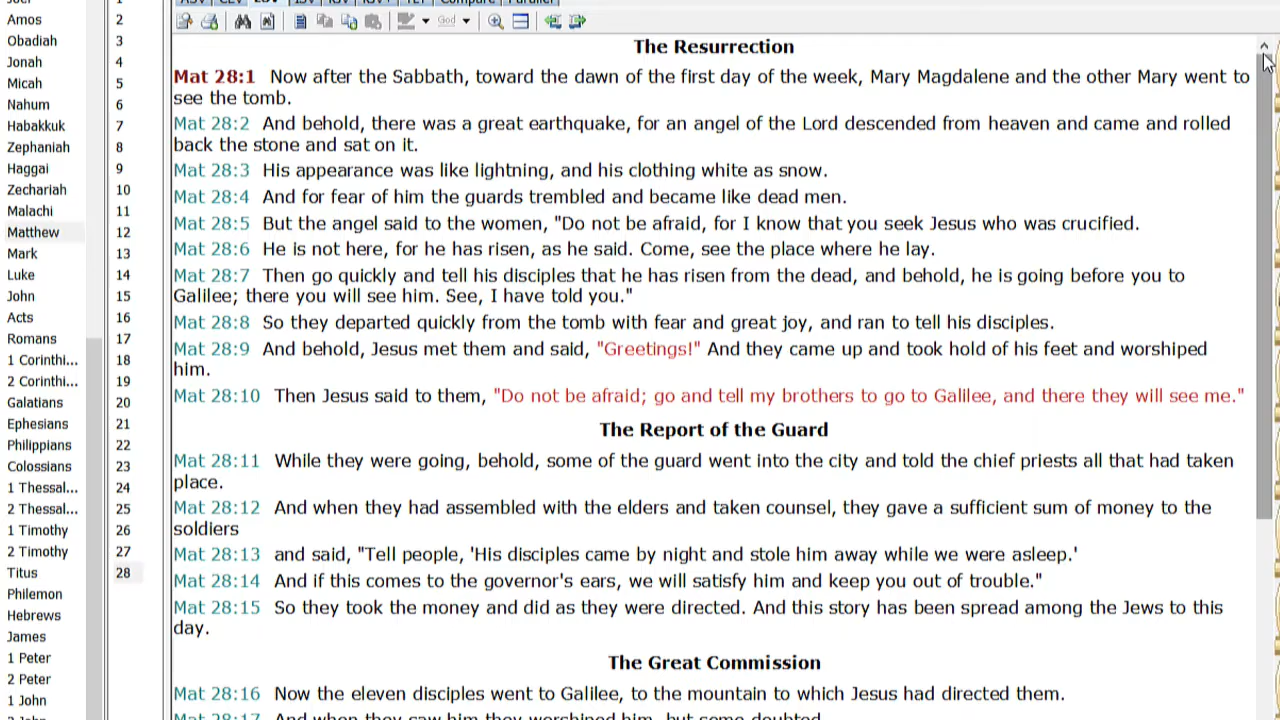 Joel
Amos
Obadiah
Jonah
Micah
Nahum
Habakkuk
Zephaniah
Haggai
Zechariah
Malachi
Matthew
Mark
Luke
John
Acts
Romans
1 Corinthi...
2 Corinthi...
Galatians
Ephesians
Philippians
Colossians
1 Thessal...
2 Thessal...
1 Timothy
2 Timothy
Titus
Philemon
Hebrews
James
1 Peter
2 Peter
1 John
1
2
3
4
5
6
7
8
9
10
11
12
13
14
15
16
17
18
19
20
21
22
23
24
25
26
27
28
Compare Parallel
God
The Resurrection
Mat 28:1 Now after the Sabbath, toward the dawn of the first day of the week, Mary Magdalene and the other Mary went to
see the tomb.
Mat 28:2 And behold, there was a great earthquake, for an angel of the Lord descended from heaven and came and rolled
back the stone and sat on it.
Mat 28:3 His appearance was like lightning, and his clothing white as snow.
Mat 28:4 And for fear of him the guards trembled and became like dead men.
Mat 28:5 But the angel said to the women, "Do not be afraid, for I know that you seek Jesus who was crucified.
Mat 28:6 He is not here, for he has risen, as he said. Come, see the place where he lay.
Mat 28:7 Then go quickly and tell his disciples that he has risen from the dead, and behold, he is going before you to
Galilee; there you will see him. See, I have told you."
Mat 28:8 So they departed quickly from the tomb with fear and great joy, and ran to tell his disciples.
Mat 28:9 And behold, Jesus met them and said, "Greetings!" And they came up and took hold of his feet and worshiped
him.
Mat 28:10 Then Jesus said to them, "Do not be afraid; go and tell my brothers to go to Galilee, and there they will see me."
The Report of the Guard
Mat 28:11 While they were going, behold, some of the guard went into the city and told the chief priests all that had taken
place.
Mat 28:12 And when they had assembled with the elders and taken counsel, they gave a sufficient sum of money to the
soldiers
Mat 28:13 and said, "Tell people, 'His disciples came by night and stole him away while we were asleep.'
Mat 28:14 And if this comes to the governor's ears, we will satisfy him and keep you out of trouble."
Mat 28:15 So they took the money and did as they were directed. And this story has been spread among the Jews to this
day.
The Great Commission
Mat 28:16 Now the eleven disciples went to Galilee, to the mountain to which Jesus had directed them.
Mat 28:17 And when they saw him they worshiped him, but some doubted.